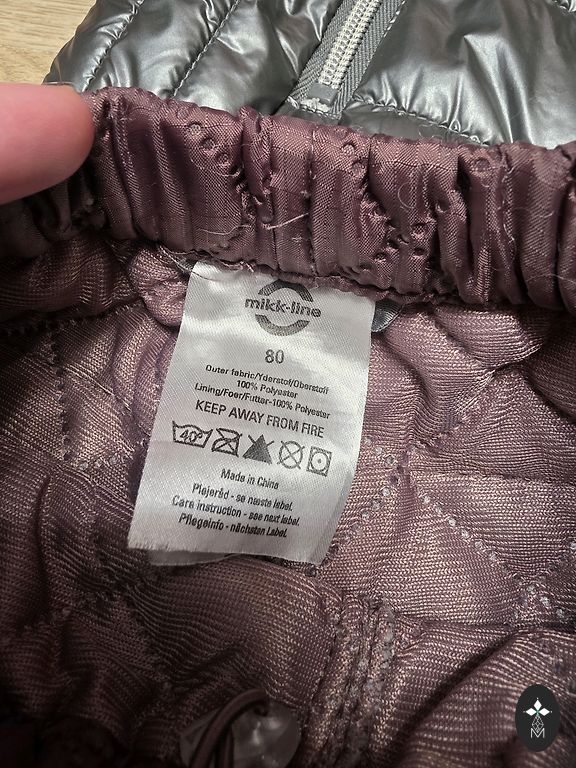 mikk-line
80
Outer fabric/Yderstof/Oberstoff
100% Polyester
Lining/Foer/Futter-100% Polyester
KEEP AWAY FROM FIRE
40°
Made in China
Plejeråd - se næste label.
Care instruction - see next label.
Pflegeinfo - nächsten Label.
M